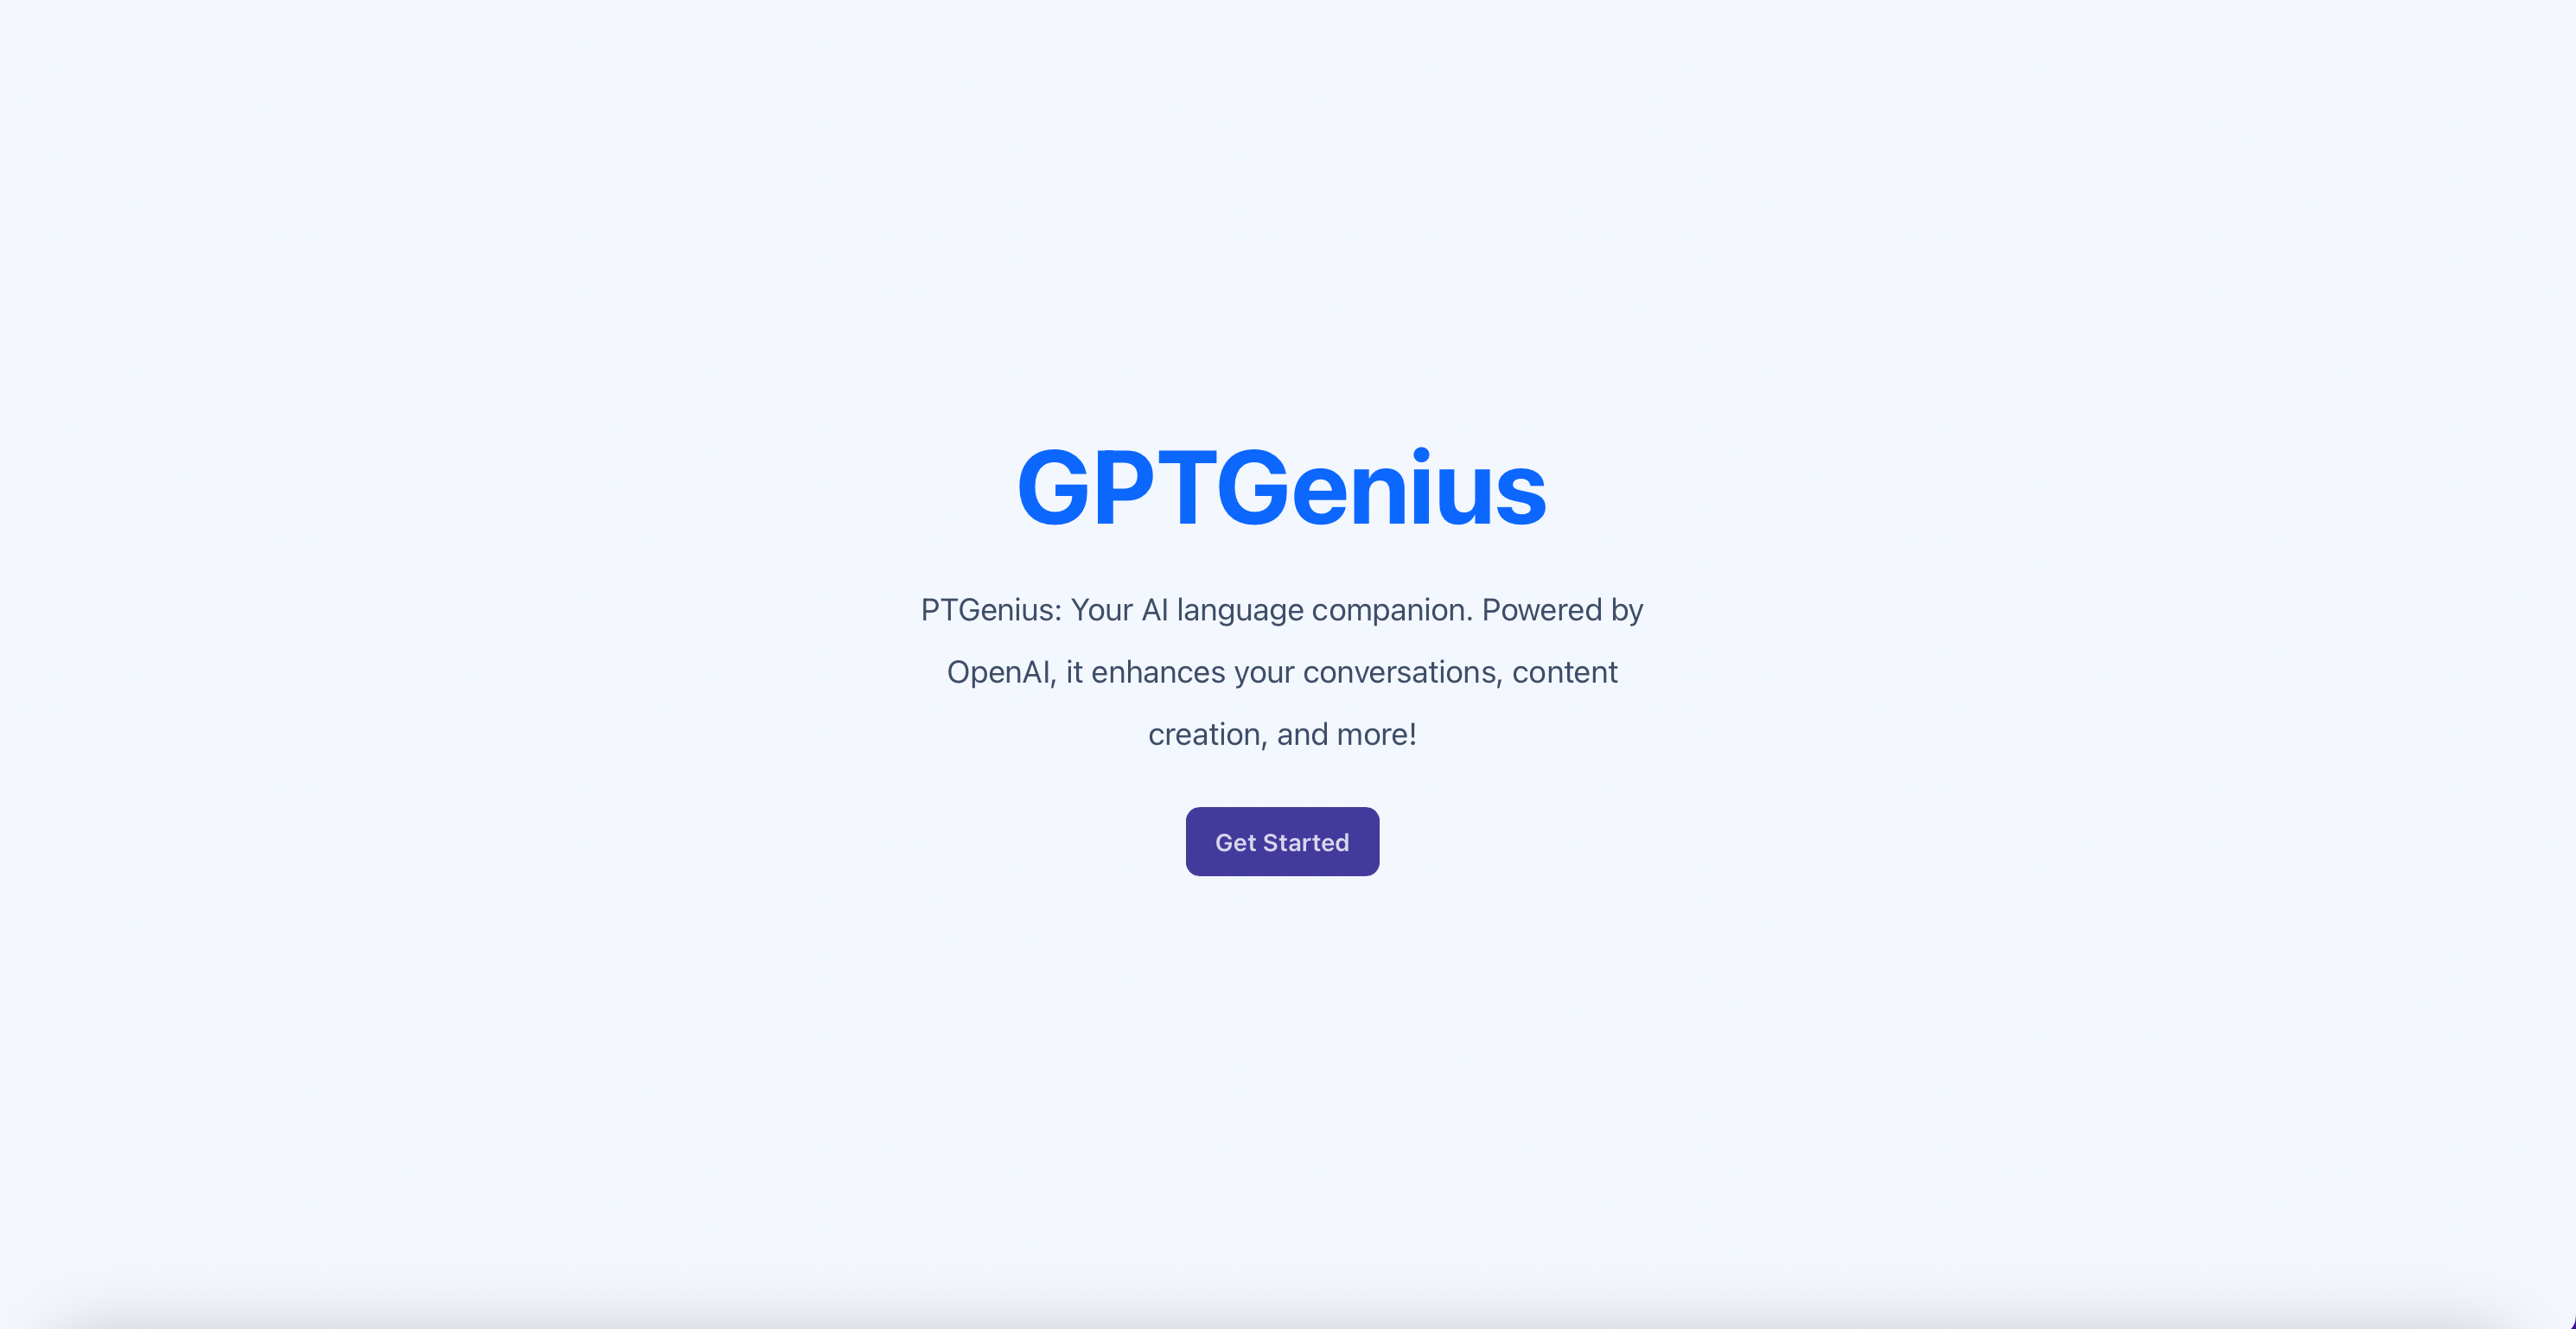 GPTGenius
PTGenius: Your AI language companion. Powered by
OpenAI, it enhances your conversations, content
creation, and more!
Get Started